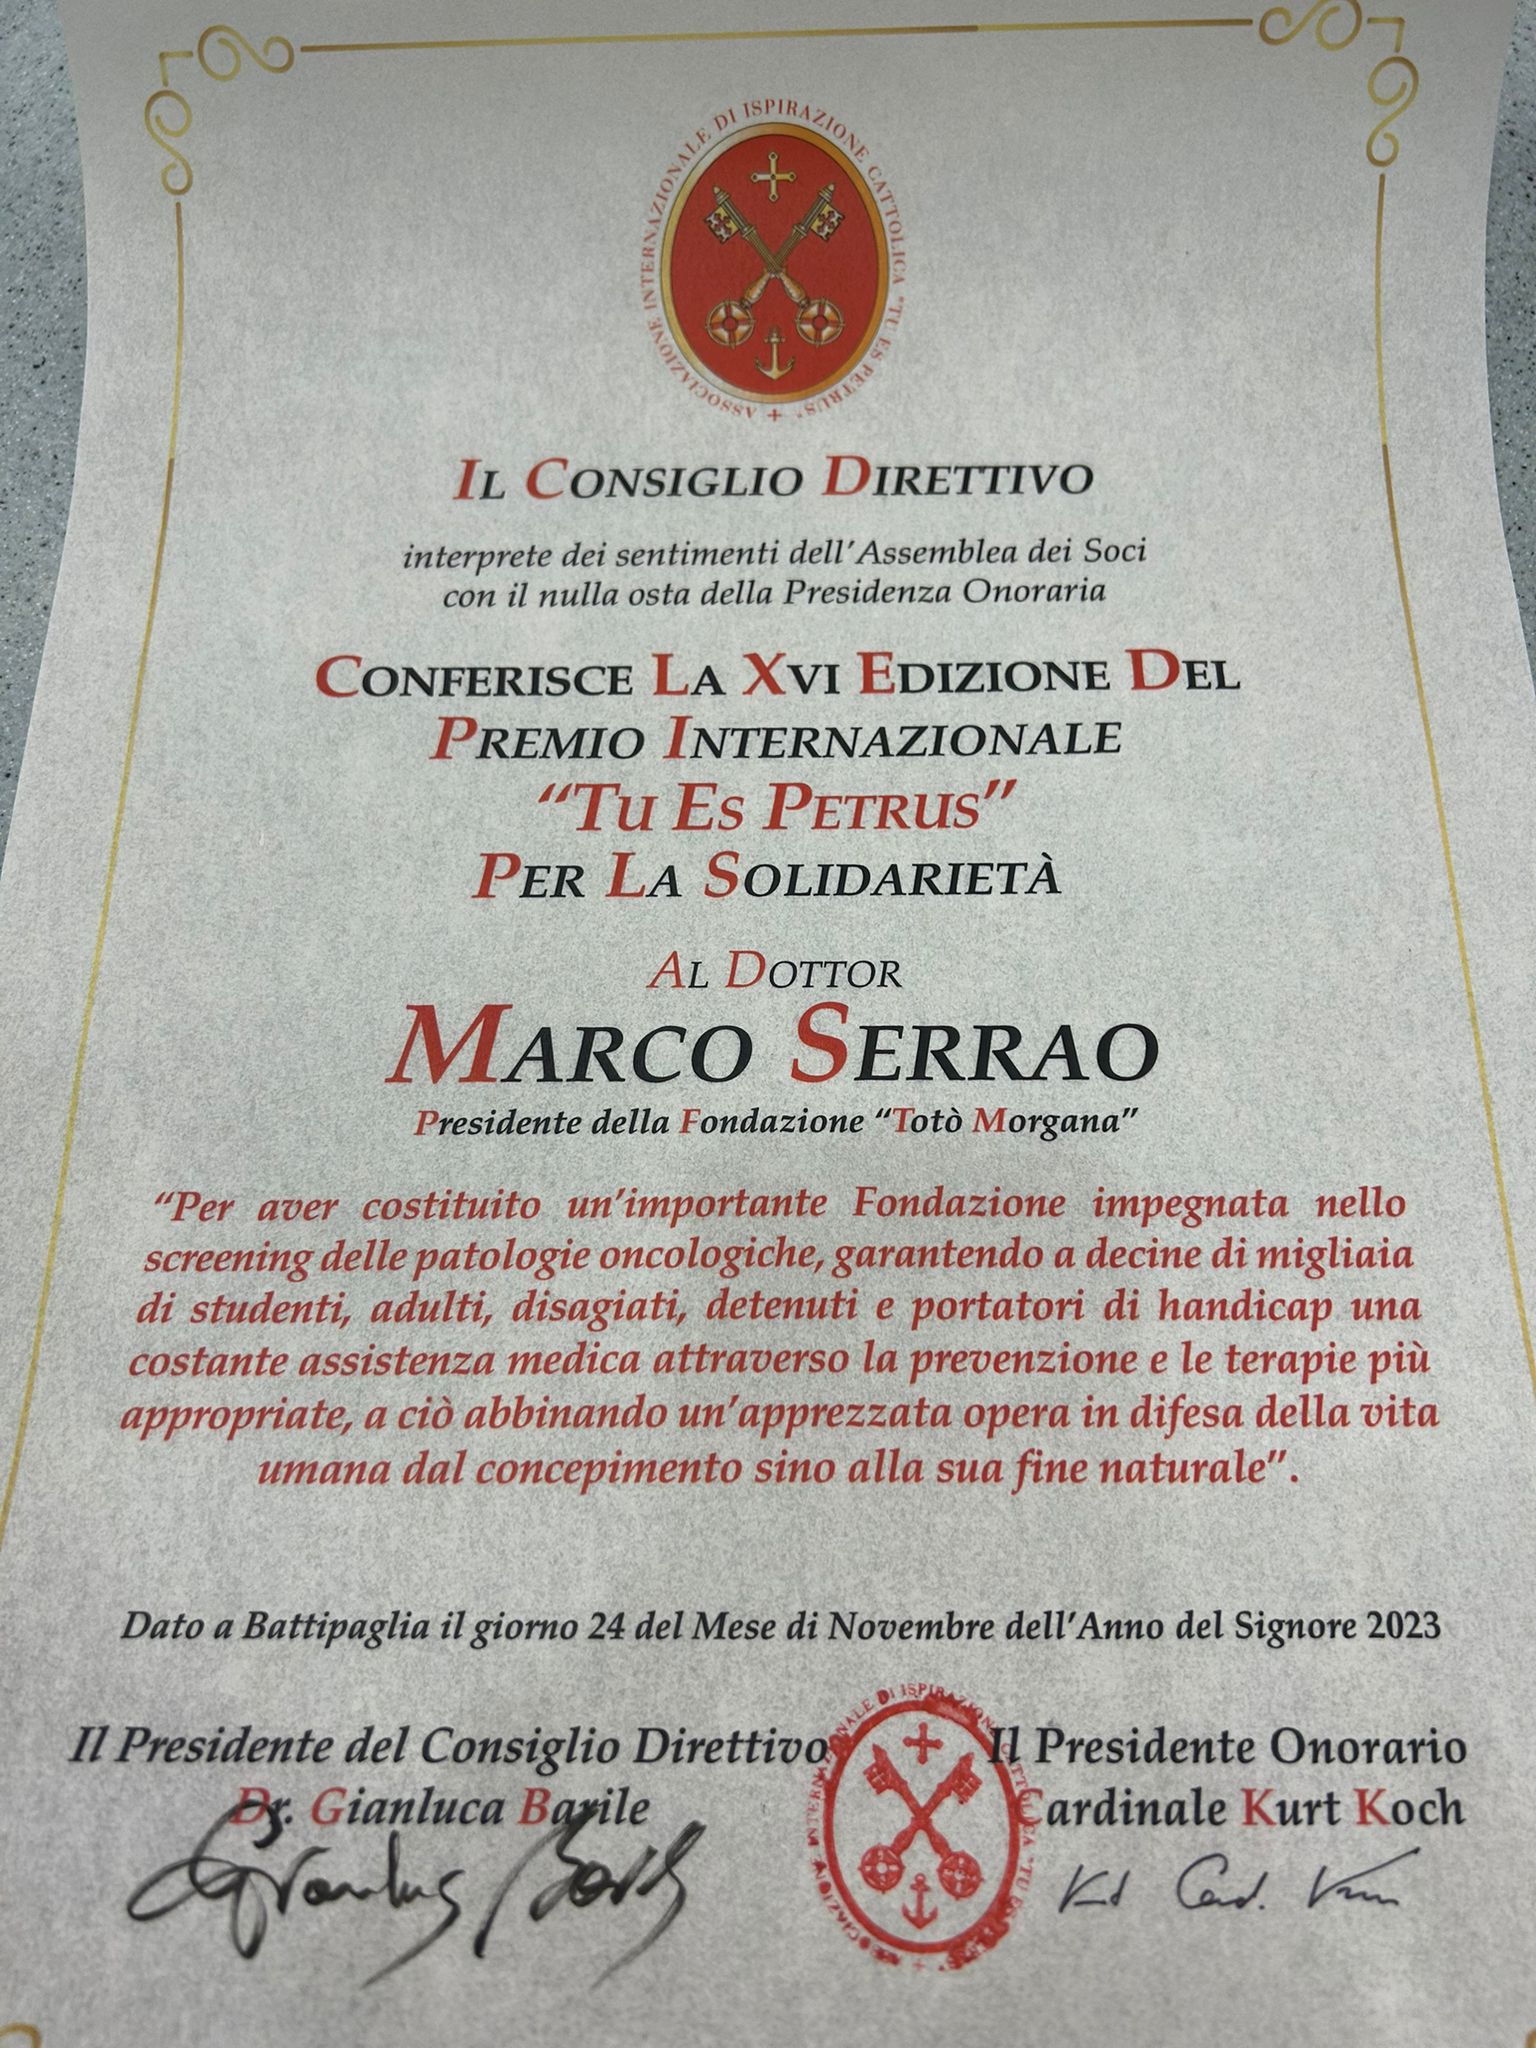 ASSOCIAZIONE INTERNAZIONALE DI ISPIRAZIONE CATTOLICA "TU ES PETRUS" +
IL CONSIGLIO DIRETTIVO
interprete dei sentimenti dell'Assemblea dei Soci
con il nulla osta della Presidenza Onoraria
CONFERISCE LA XVI EDIZIONE DEL
PREMIO INTERNAZIONALE
“TU ES PETRUS”
PER LA SOLIDARIETÀ
AL DOTTOR
MARCO SERRAO
Presidente della Fondazione “Totò Morgana”
“Per aver costituito un'importante Fondazione impegnata nello
screening delle patologie oncologiche, garantendo a decine di migliaia
di studenti, adulti, disagiati, detenuti e portatori di handicap una
costante assistenza medica attraverso la prevenzione e le terapie più
appropriate, a ciò abbinando un'apprezzata opera in difesa della vita
umana dal concepimento sino alla sua fine naturale”.
Dato a Battipaglia il giorno 24 del Mese di Novembre dell'Anno del Signore 2023
Il Presidente del Consiglio Direttivo
Dr. Gianluca Barile
Il Presidente Onorario
Cardinale Kurt Koch